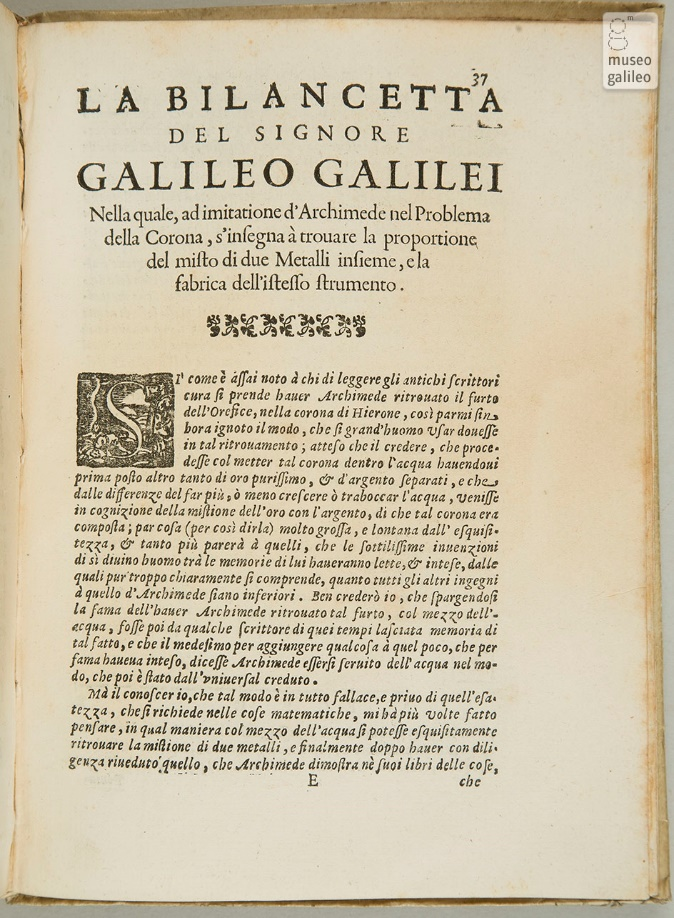 museo
galileo
37
LA BILANCETTA
DEL SIGNORE
GALILEO GALILEI
Nella quale, ad imitatione d'Archimede nel Problema
della Corona, s'inſegna à trouare la proportione
del miſto di due Metalli inſieme, e la
fabrica dell'iſteſſo ſtrumento.
SI' come è aſſai noto à chi di leggere gli antichi ſcrittori
cura ſi prende hauer Archimede ritrouato il furto
dell'Orefice, nella corona di Hierone, così parmi ſin
hora ignoto il modo, che ſi grand'huomo vſar doueſſe
in tal ritrouamento; atteſo che il credere, che proce-
deſſe col metter tal corona dentro l'acqua hauendoui
prima poſto altro tanto di oro puriſſimo, & d'argento ſeparati, e che
dalle differenze del far più, ò meno creſcere ò traboccar l'acqua, veniſſe
in cognizione della miſtione dell'oro con l'argento, di che tal corona era
compoſta; par coſa (per così dirla) molto groſſa, e lontana dall' eſquiſi-
tezza, & tanto più parerà à quelli, che le ſottiliſſime inuenzioni
di sì diuino huomo trà le memorie di lui haueranno lette, & inteſe, dalle
quali pur troppo chiaramente ſi comprende, quanto tutti gli altri ingegni
à quello d'Archimede ſiano inferiori. Ben crederò io, che ſpargendoſi
la fama dell'hauer Archimede ritrouato tal furto, col mezzo dell'-
acqua, foſſe poi da qualche ſcrittore di quei tempi laſciata memoria di
tal fatto, e che il medeſimo per aggiungere qualcoſa à quel poco, che per
fama haueua inteſo, diceſſe Archimede eſſerſi ſeruito dell'acqua nel mo-
do, che poi è ſtato dall'vniuerſal creduto.
Mà il conoſcer io, che tal modo è in tutto fallace, e priuo di quell'eſa-
tezza, che ſi richiede nelle coſe matematiche, mi hà più volte fatto
penſare, in qual maniera col mezzo dell'acqua ſi poteſſe eſquiſitamente
ritrouare la miſtione di due metalli, e finalmente doppo hauer con dili-
genza riueduto quello, che Archimede dimoſtra nè ſuoi libri delle coſe,
E che